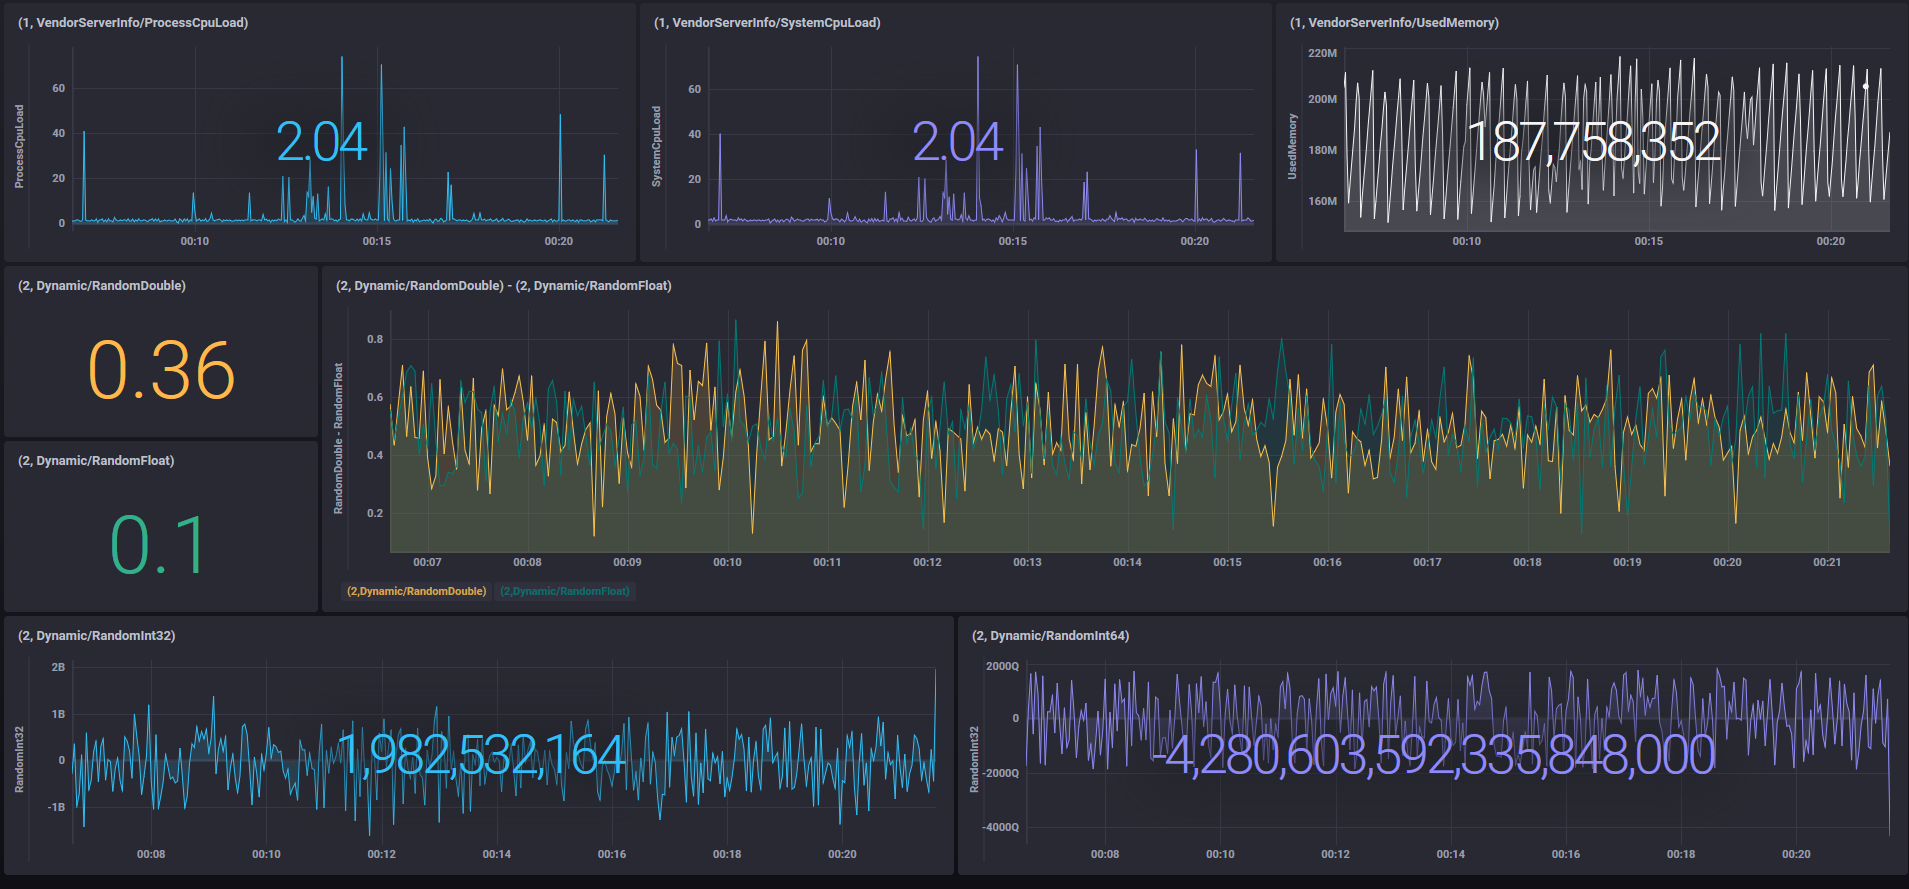 (1, VendorServerInfo/ProcessCpuLoad)
ProcessCpuLoad
60
40
20
0
2.04
00:10 00:15 00:20
(1, VendorServerInfo/SystemCpuLoad)
SystemCpuLoad
60
40
20
0
2.04
00:10 00:15 00:20
(1, VendorServerInfo/UsedMemory)
UsedMemory
220M
200M
180M
160M
187,758,352
00:10 00:15 00:20
(2, Dynamic/RandomDouble)
0.36
(2, Dynamic/RandomFloat)
0.1
(2, Dynamic/RandomDouble) - (2, Dynamic/RandomFloat)
RandomDouble - RandomFloat
0.8
0.6
0.4
0.2
00:07 00:08 00:09 00:10 00:11 00:12 00:13 00:14 00:15 00:16 00:17 00:18 00:19 00:20 00:21
(2,Dynamic/RandomDouble) (2,Dynamic/RandomFloat)
(2, Dynamic/RandomInt32)
RandomInt32
2B
1B
0
-1B
1,982,532,164
00:08 00:10 00:12 00:14 00:16 00:18 00:20
(2, Dynamic/RandomInt64)
RandomInt32
2000Q
0
-2000Q
-4000Q
-4,280,603,592,335,848,000
00:08 00:10 00:12 00:14 00:16 00:18 00:20